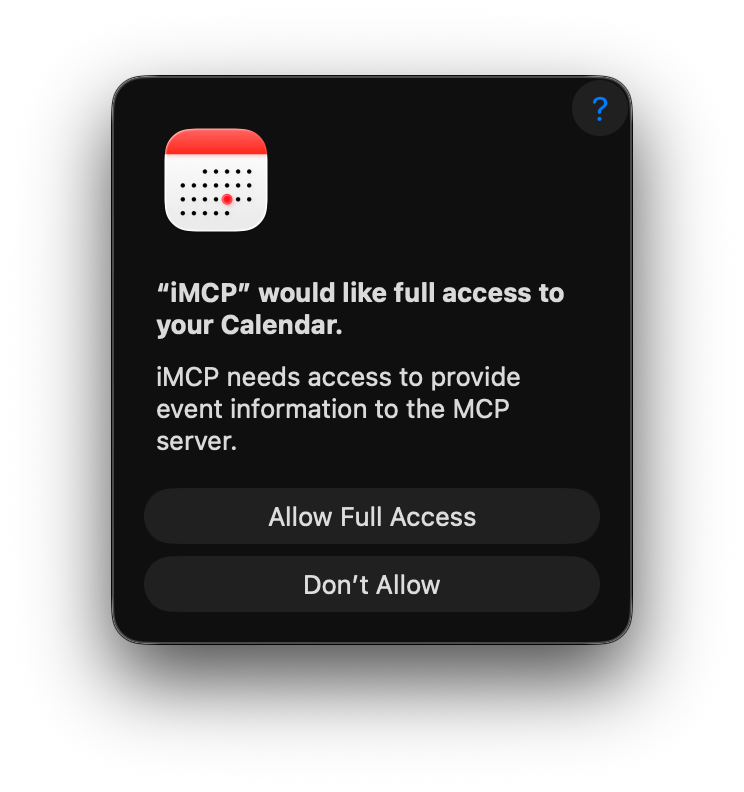 ?
“iMCP” would like full access to
your Calendar.
iMCP needs access to provide
event information to the MCP
server.
Allow Full Access
Don’t Allow